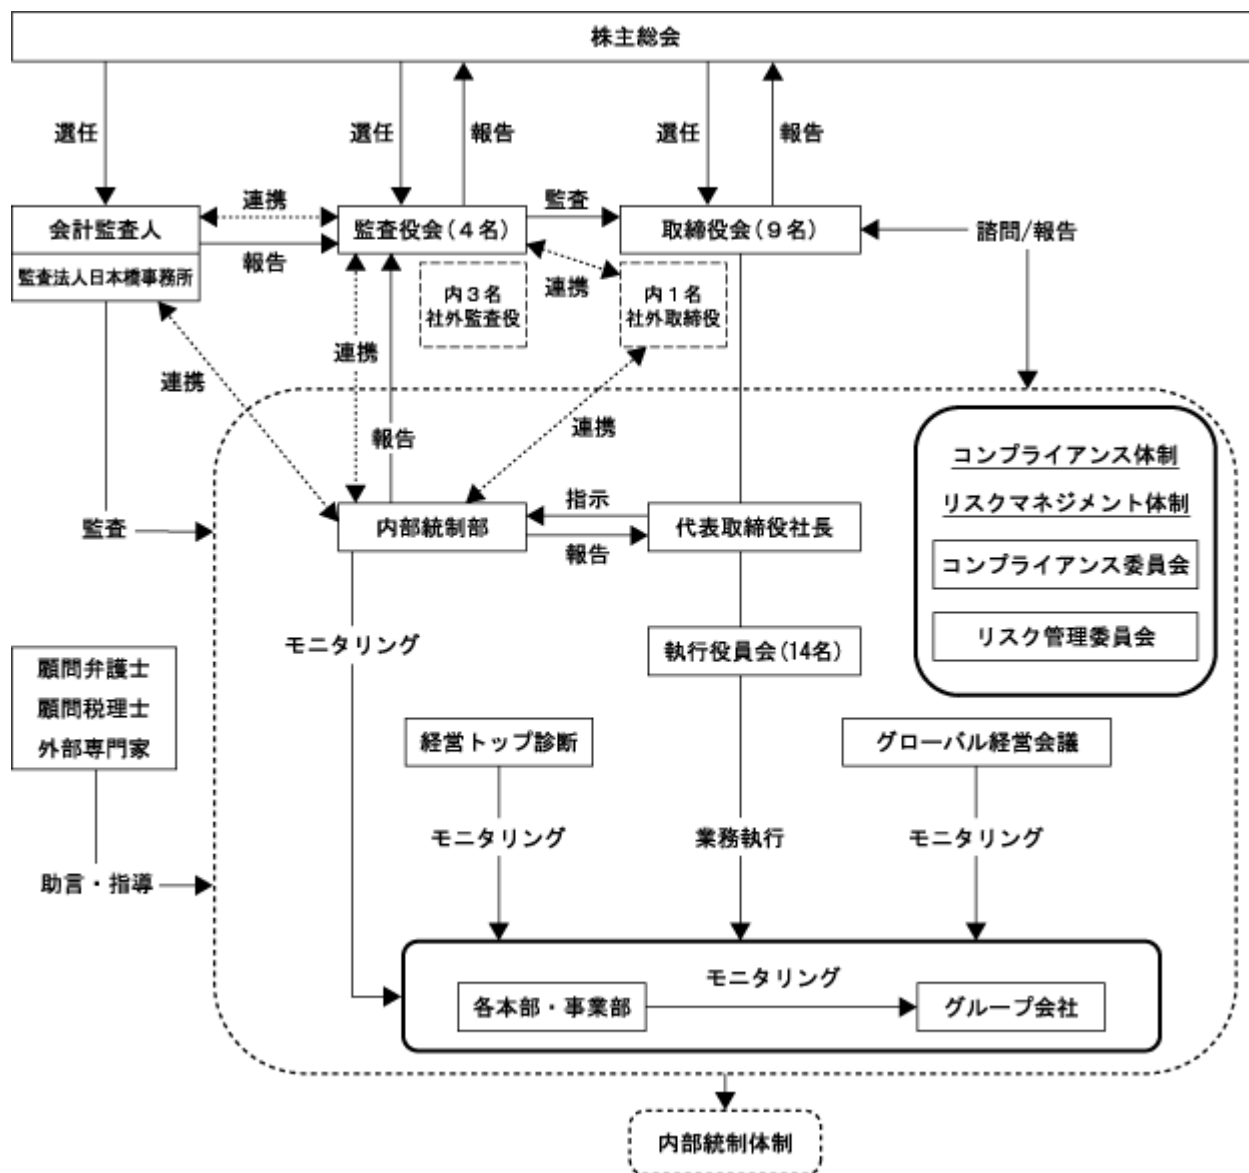 株主総会
選任
選任
報告
選任
報告
会計監査人
監査法人日本橋事務所
連携
報告
監査役会(4名)
監査
取締役会(9名)
諮問/報告
内3名
社外監査役
連携
内1名
社外取締役
連携
連携
報告
連携
コンプライアンス体制
リスクマネジメント体制
コンプライアンス委員会
リスク管理委員会
監査
内部統制部
指示
報告
代表取締役社長
モニタリング
執行役員会(14名)
顧問弁護士
顧問税理士
外部専門家
経営トップ診断
グローバル経営会議
モニタリング
業務執行
モニタリング
助言・指導
モニタリング
各本部・事業部
グループ会社
内部統制体制